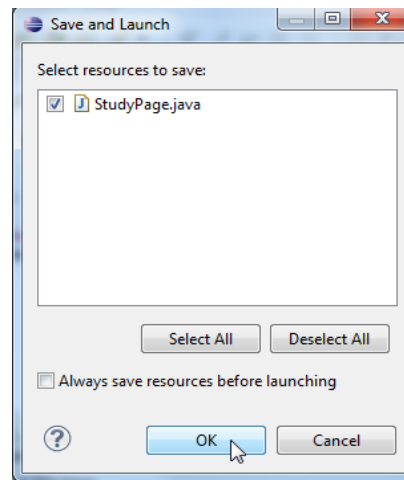 Save and Launch
Select resources to save:
StudyPage.java
Select All Deselect All
Always save resources before launching
OK Cancel